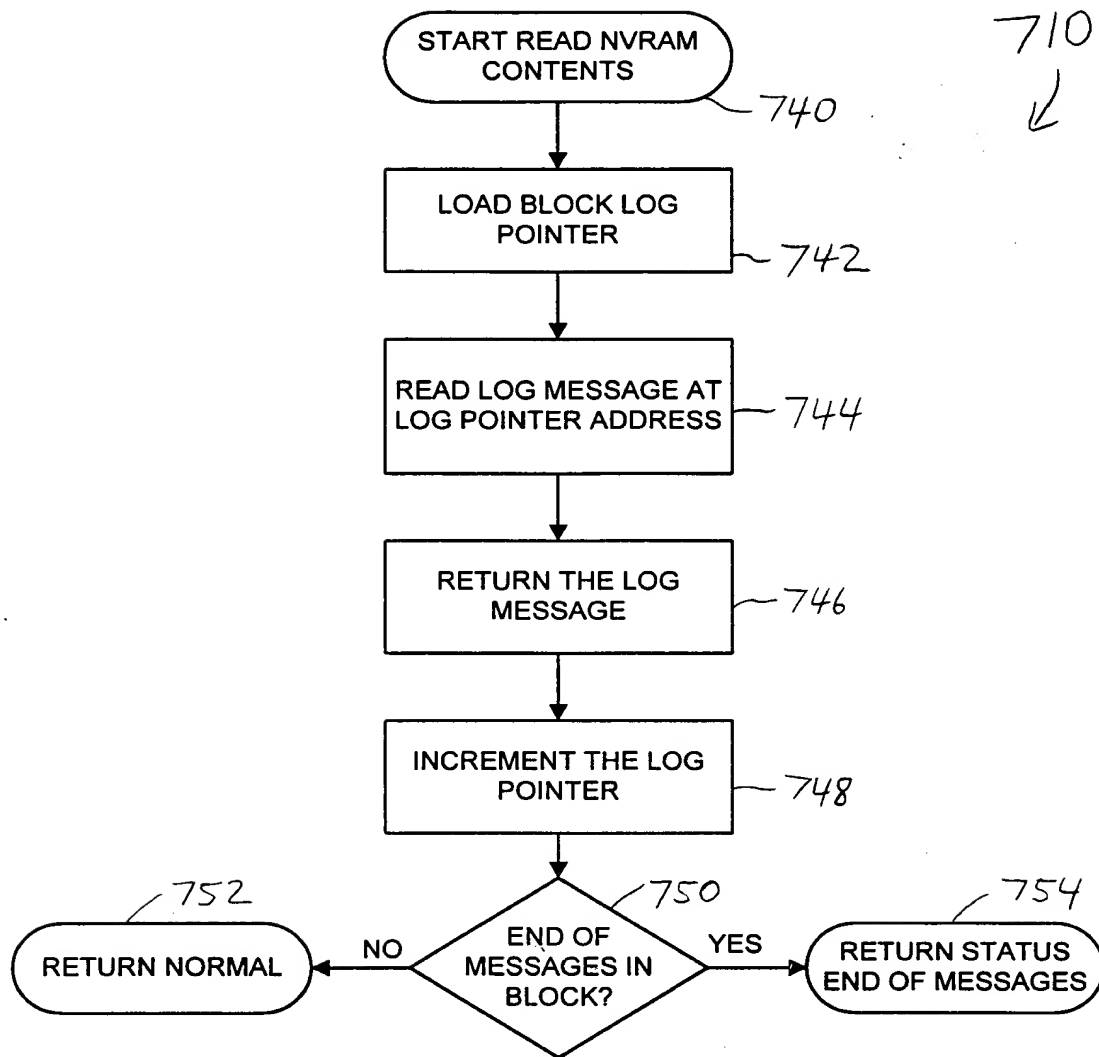 START READ NVRAM
CONTENTS
710
740
LOAD BLOCK LOG
POINTER
742
READ LOG MESSAGE AT
LOG POINTER ADDRESS
744
RETURN THE LOG
MESSAGE
746
INCREMENT THE LOG
POINTER
748
752
750
754
RETURN NORMAL
NO
END OF
MESSAGES IN
BLOCK?
YES
RETURN STATUS
END OF MESSAGES